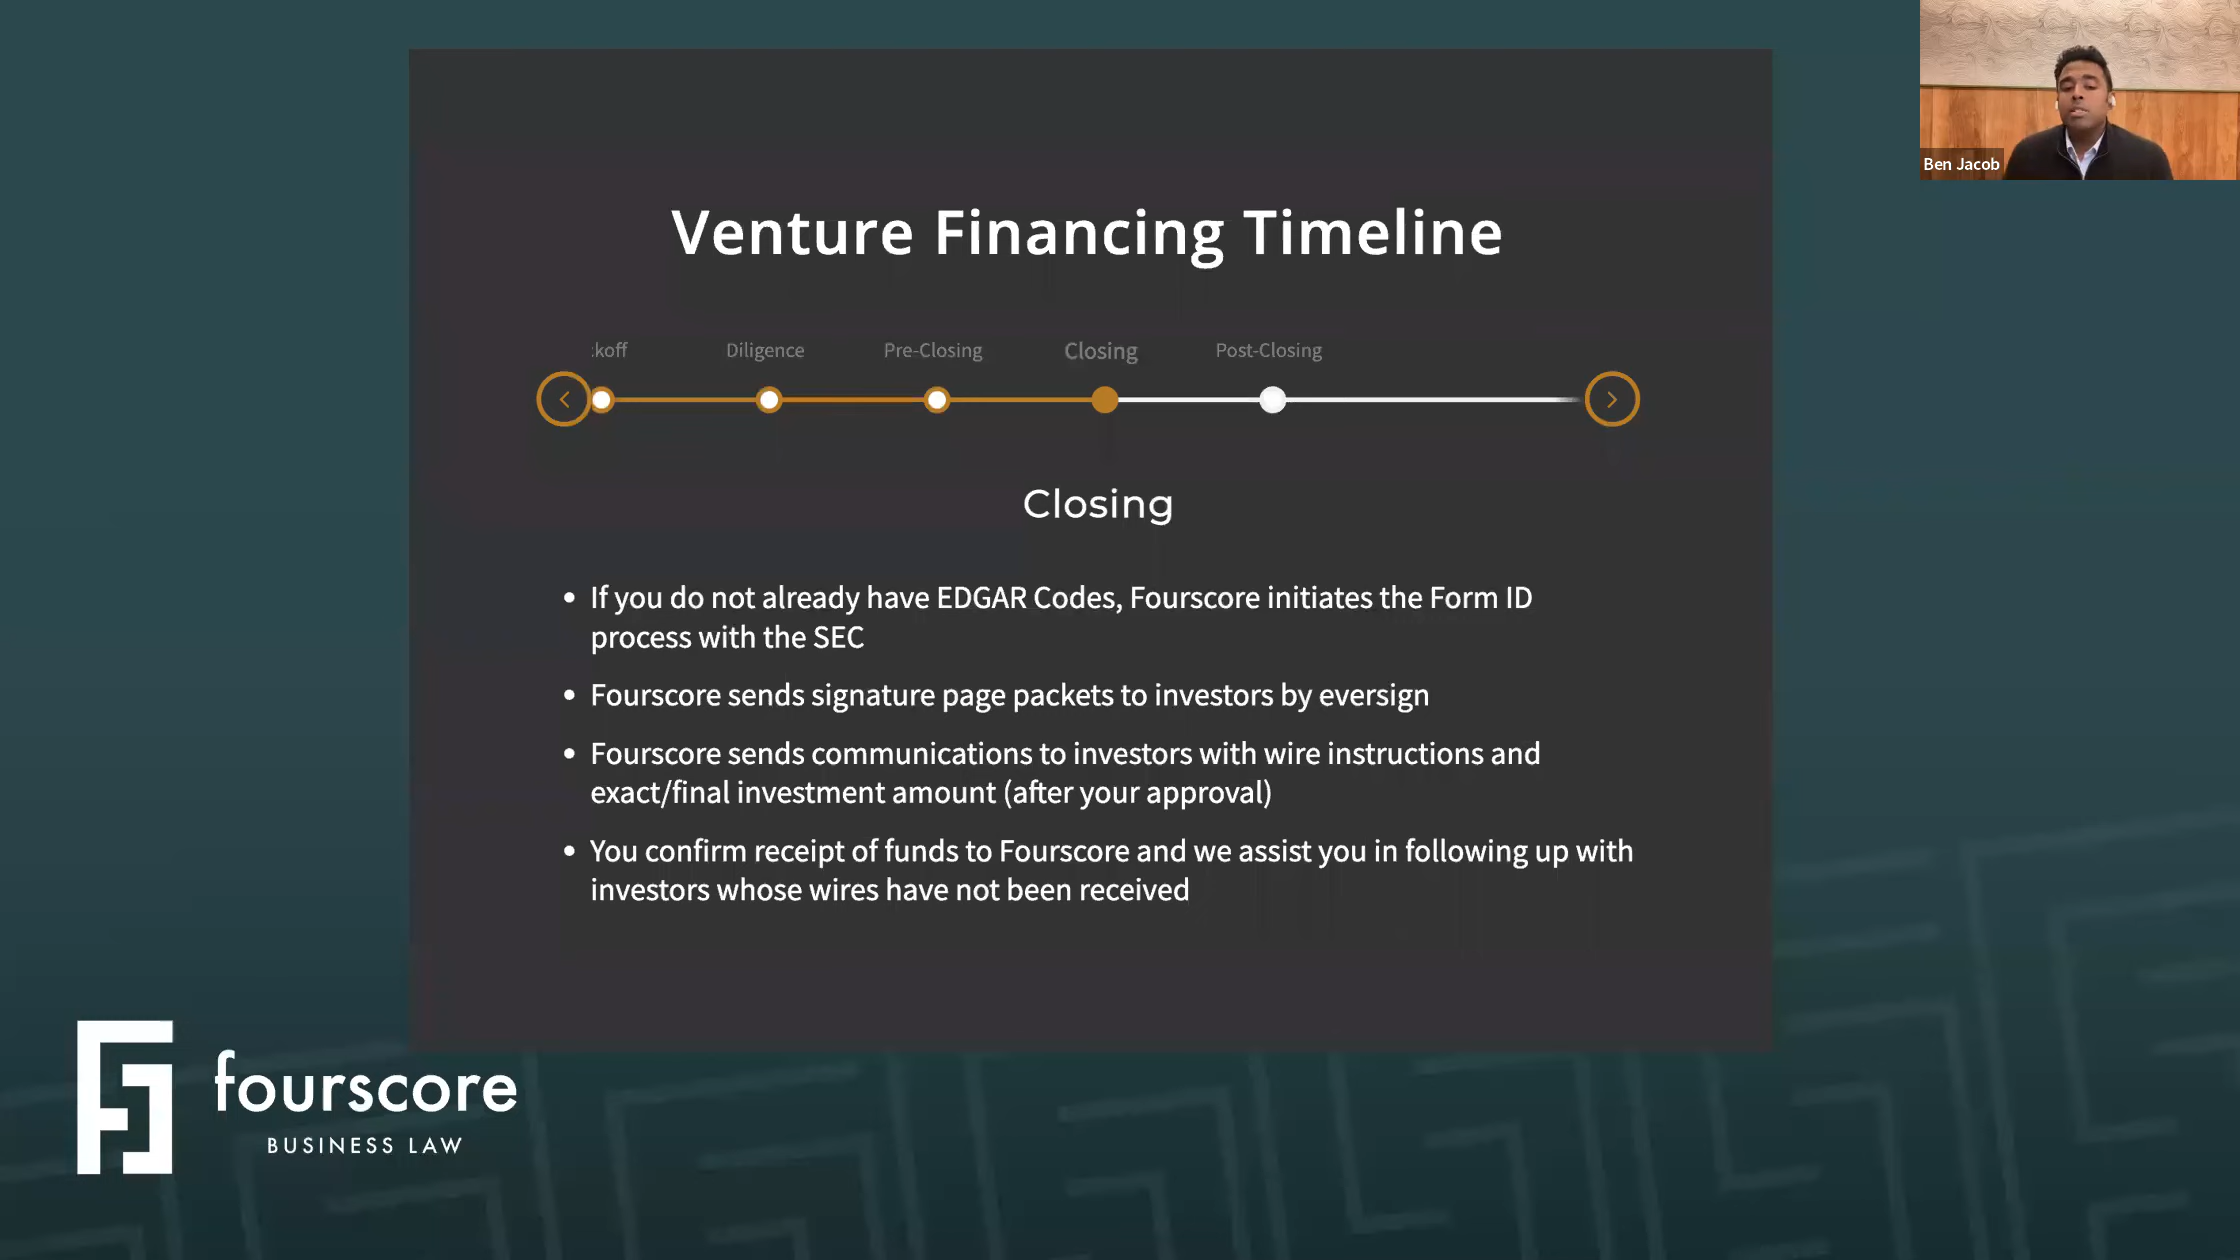 Ben Jacob
Venture Financing Timeline
:koff
Diligence
Pre-Closing
Closing
Post-Closing
Closing
• If you do not already have EDGAR Codes, Fourscore initiates the Form ID
process with the SEC
• Fourscore sends signature page packets to investors by eversign
• Fourscore sends communications to investors with wire instructions and
exact/final investment amount (after your approval)
• You confirm receipt of funds to Fourscore and we assist you in following up with
investors whose wires have not been received
fourscore
BUSINESS LAW